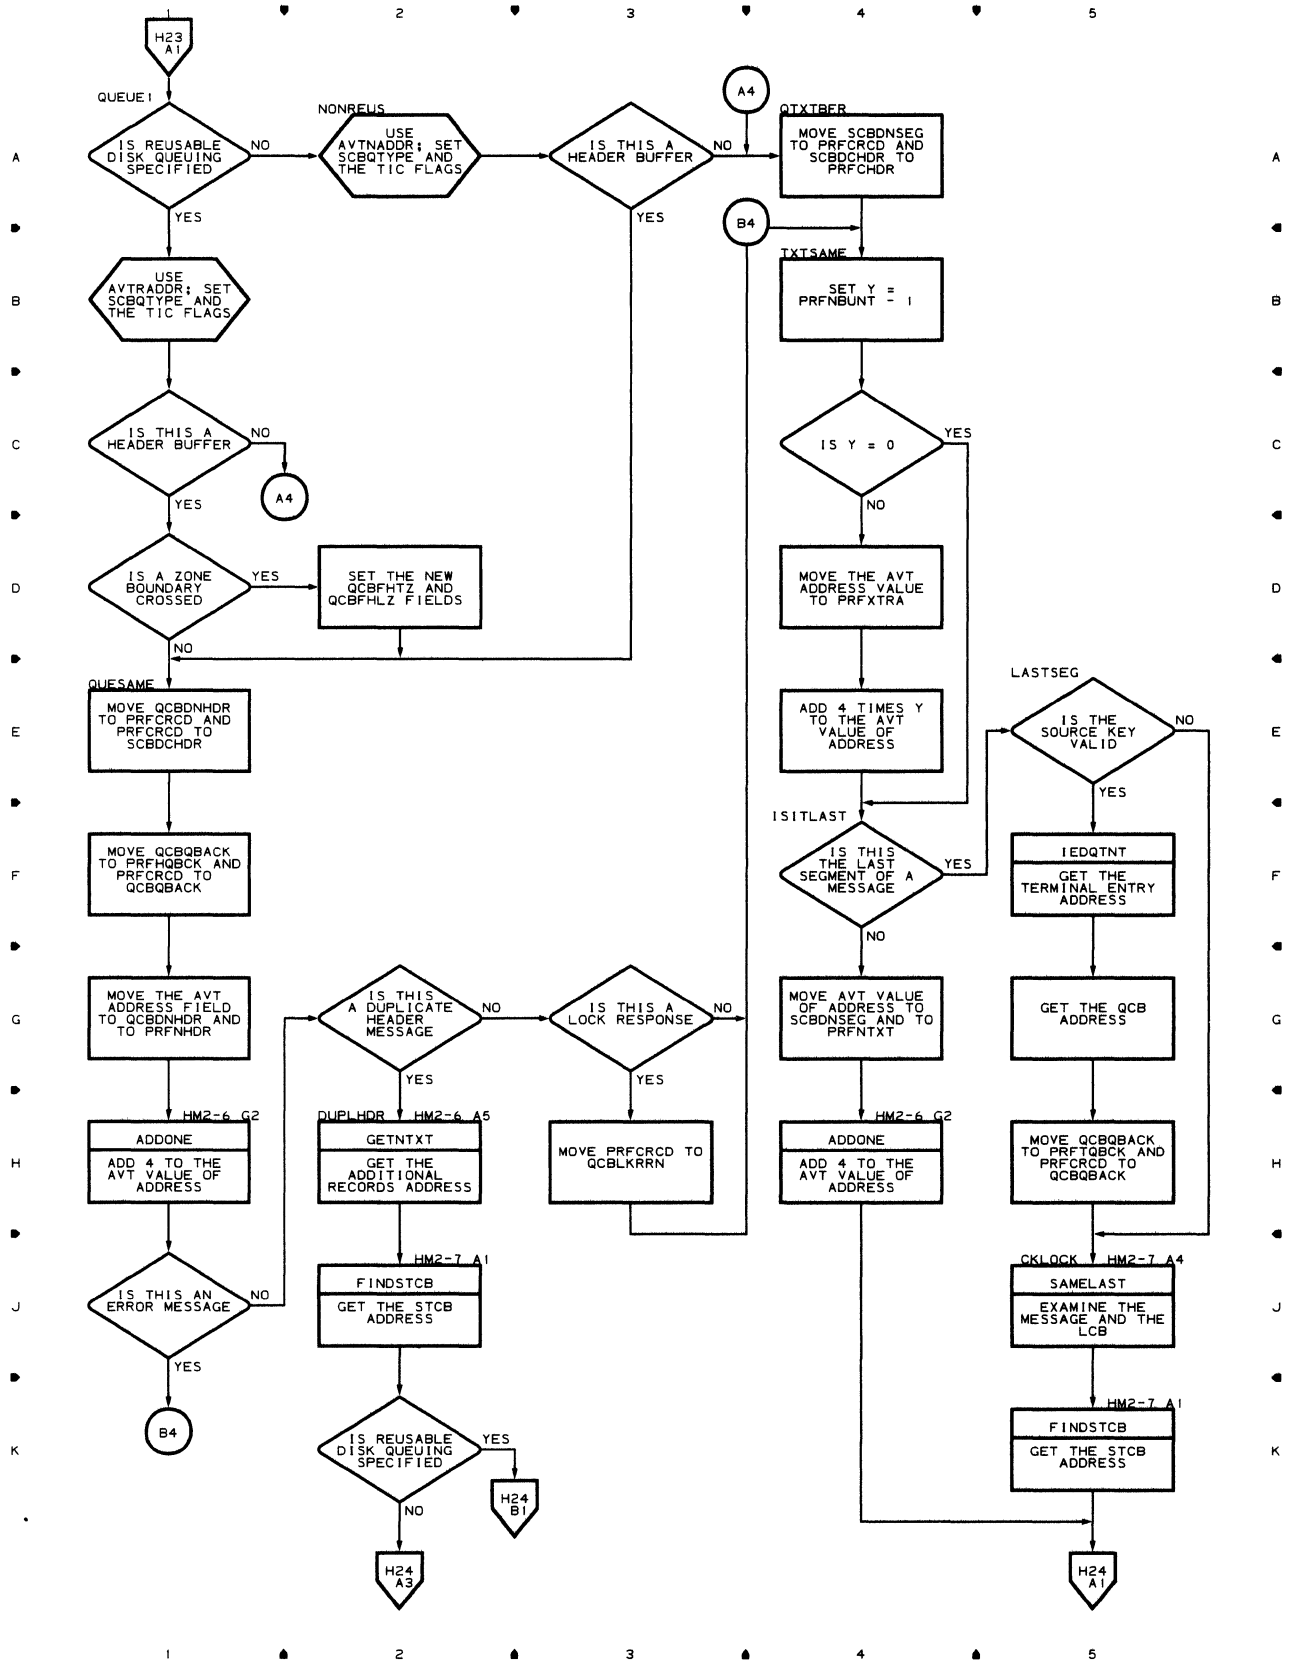 1 2 3 4 5
H23
A1
QUEUE1
IS REUSABLE
DISK QUEUING
SPECIFIED
NO
YES
NONREUS
USE
AVTNADDR; SET
SCBQTYPE AND
THE TIC FLAGS
IS THIS A
HEADER BUFFER
NO
YES
A4
QTXTBFR
MOVE SCBDNSEG
TO PRFCRCD AND
SCBDCHDR TO
PRFCHDR
A
A
B4
USE
AVTRADDR; SET
SCBQTYPE AND
THE TIC FLAGS
TXTSAME
SET Y =
PRFNBUNT - 1
B
B
IS THIS A
HEADER BUFFER
NO
YES
A4
IS Y = 0
YES
NO
C
C
IS A ZONE
BOUNDARY
CROSSED
YES
NO
SET THE NEW
QCBFHTZ AND
QCBFHLZ FIELDS
MOVE THE AVT
ADDRESS VALUE
TO PRFXTRA
D
D
QUESAME
MOVE QCBDNHDR
TO PRFCRCD AND
PRFCRCD TO
SCBDCHDR
ADD 4 TIMES Y
TO THE AVT
VALUE OF
ADDRESS
LASTSEG
IS THE
SOURCE KEY
VALID
NO
YES
E
E
MOVE QCBQBACK
TO PRFHQBCK AND
PRFCRCD TO
QCBQBACK
ISITLAST
IS THIS
THE LAST
SEGMENT OF A
MESSAGE
YES
NO
IEDQTNT
GET THE
TERMINAL ENTRY
ADDRESS
F
F
MOVE THE AVT
ADDRESS FIELD
TO QCBDNHDR AND
TO PRFNHDR
IS THIS
A DUPLICATE
HEADER
MESSAGE
NO
YES
IS THIS A
LOCK RESPONSE
NO
YES
MOVE AVT VALUE
OF ADDRESS TO
SCBDNSEG AND TO
PRFNTXT
GET THE QCB
ADDRESS
G
G
HM2-6 G2
ADDONE
ADD 4 TO THE
AVT VALUE OF
ADDRESS
DUPLHDR HM2-6 A5
GETNTXT
GET THE
ADDITIONAL
RECORDS ADDRESS
MOVE PRFCRCD TO
QCBLKRRN
HM2-6 G2
ADDONE
ADD 4 TO THE
AVT VALUE OF
ADDRESS
MOVE QCBQBACK
TO PRFTQBCK AND
PRFCRCD TO
QCBQBACK
H
H
IS THIS AN
ERROR MESSAGE
NO
YES
HM2-7 A1
FINDSTCB
GET THE STCB
ADDRESS
CKLOCK HM2-7 A4
SAMELAST
EXAMINE THE
MESSAGE AND THE
LCB
J
J
B4
IS REUSABLE
DISK QUEUING
SPECIFIED
YES
NO
H24
B1
H24
A3
HM2-7 A1
FINDSTCB
GET THE STCB
ADDRESS
H24
A1
K
K
1 2 3 4 5